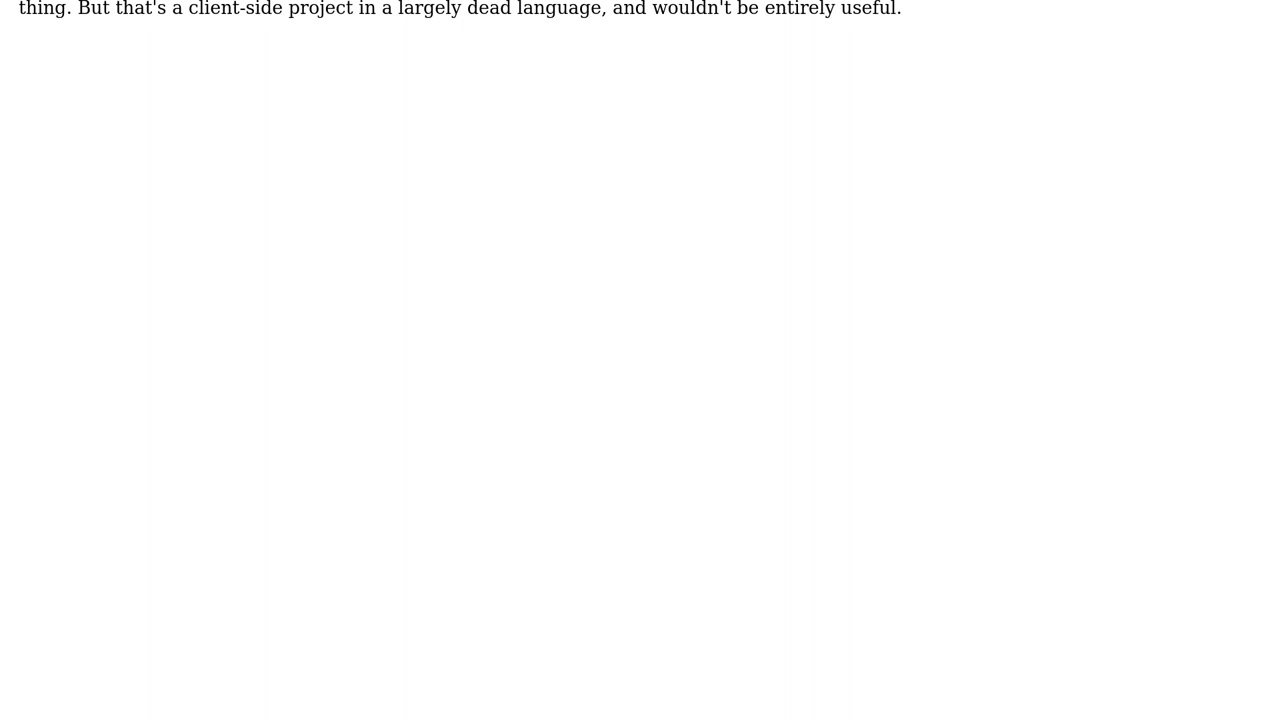 thing. But that's a client-side project in a largely dead language, and wouldn't be entirely useful.